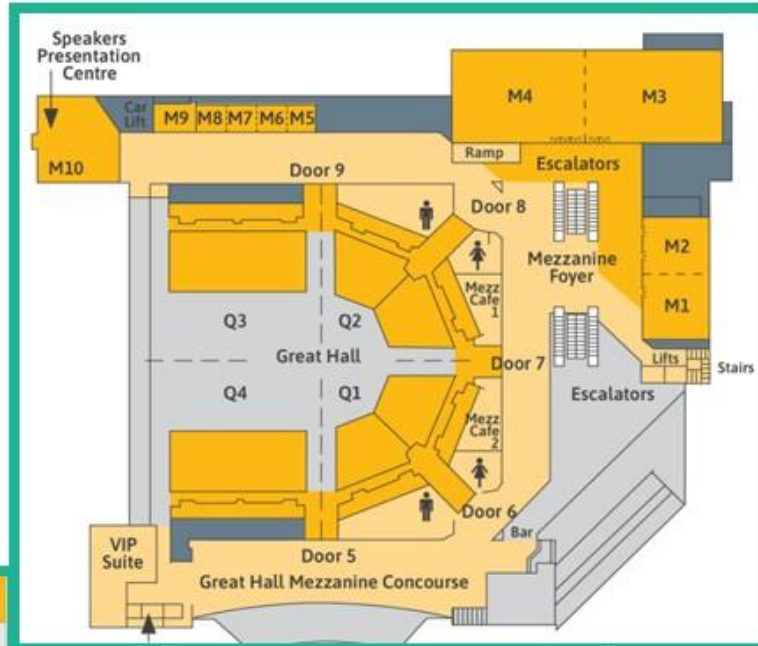 Speakers
Presentation
Centre
Car
Lift
M9
M8
M7
M6
M5
M4
M3
M10
Ramp
Escalators
Door 9
Door 8
M2
Mezzanine
Foyer
Mezz
Cafe
1
M1
Q3
Q2
Great Hall
Door 7
Lifts
Stairs
Q4
Q1
Escalators
Mezz
Cafe
2
Door 6
VIP
Suite
Door 5
Bar
Great Hall Mezzanine Concourse